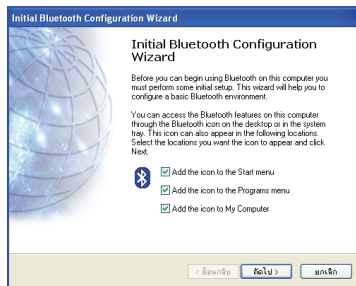 Initial Bluetooth Configuration Wizard
Initial Bluetooth Configuration
Wizard
Before you can begin using Bluetooth on this computer you
must perform some initial setup. This wizard will help you to
configure a basic Bluetooth environment.
You can access the Bluetooth features on this computer
through the Bluetooth icon on the desktop or in the system
tray. This icon can also appear in the following locations.
Select the locations you want the icon to appear and click
Next.
Add the icon to the Start menu
Add the icon to the Programs menu
Add the icon to My Computer
< ย้อนกลับ ถัดไป > ยกเลิก